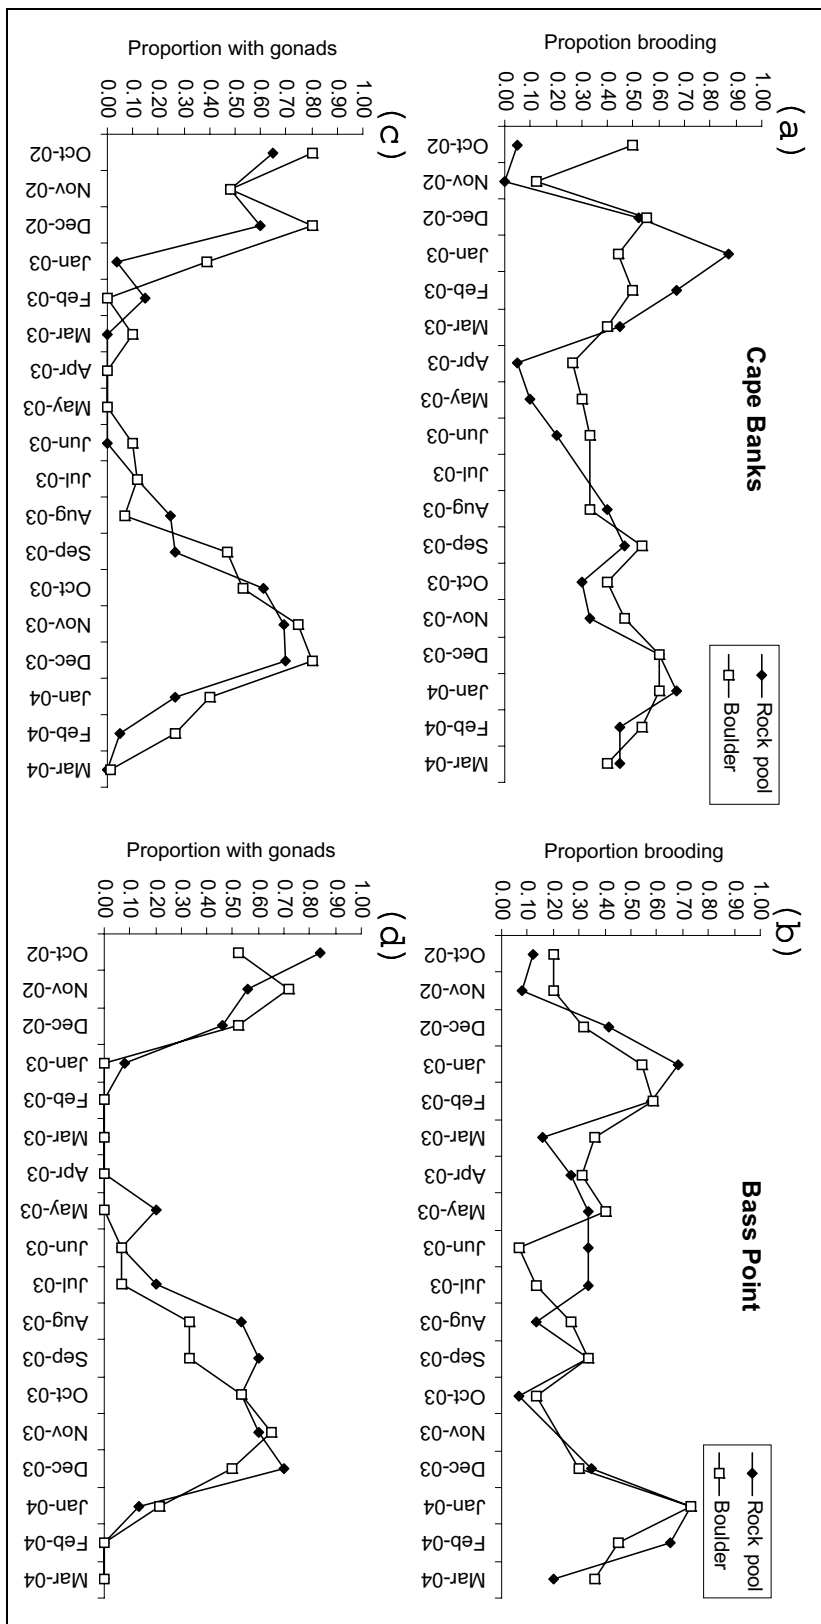 Cape Banks
(a)
Propotion brooding
1.00
0.90
0.80
0.70
0.60
0.50
0.40
0.30
0.20
0.10
0.00
Oct-02
Nov-02
Dec-02
Jan-03
Feb-03
Mar-03
Apr-03
May-03
Jun-03
Jul-03
Aug-03
Sep-03
Oct-03
Nov-03
Dec-03
Jan-04
Feb-04
Mar-04
Rock pool
Boulder
Bass Point
(b)
Proportion brooding
1.00
0.90
0.80
0.70
0.60
0.50
0.40
0.30
0.20
0.10
0.00
Oct-02
Nov-02
Dec-02
Jan-03
Feb-03
Mar-03
Apr-03
May-03
Jun-03
Jul-03
Aug-03
Sep-03
Oct-03
Nov-03
Dec-03
Jan-04
Feb-04
Mar-04
Rock pool
Boulder
(c)
Proportion with gonads
1.00
0.90
0.80
0.70
0.60
0.50
0.40
0.30
0.20
0.10
0.00
Oct-02
Nov-02
Dec-02
Jan-03
Feb-03
Mar-03
Apr-03
May-03
Jun-03
Jul-03
Aug-03
Sep-03
Oct-03
Nov-03
Dec-03
Jan-04
Feb-04
Mar-04
(d)
Proportion with gonads
1.00
0.90
0.80
0.70
0.60
0.50
0.40
0.30
0.20
0.10
0.00
Oct-02
Nov-02
Dec-02
Jan-03
Feb-03
Mar-03
Apr-03
May-03
Jun-03
Jul-03
Aug-03
Sep-03
Oct-03
Nov-03
Dec-03
Jan-04
Feb-04
Mar-04